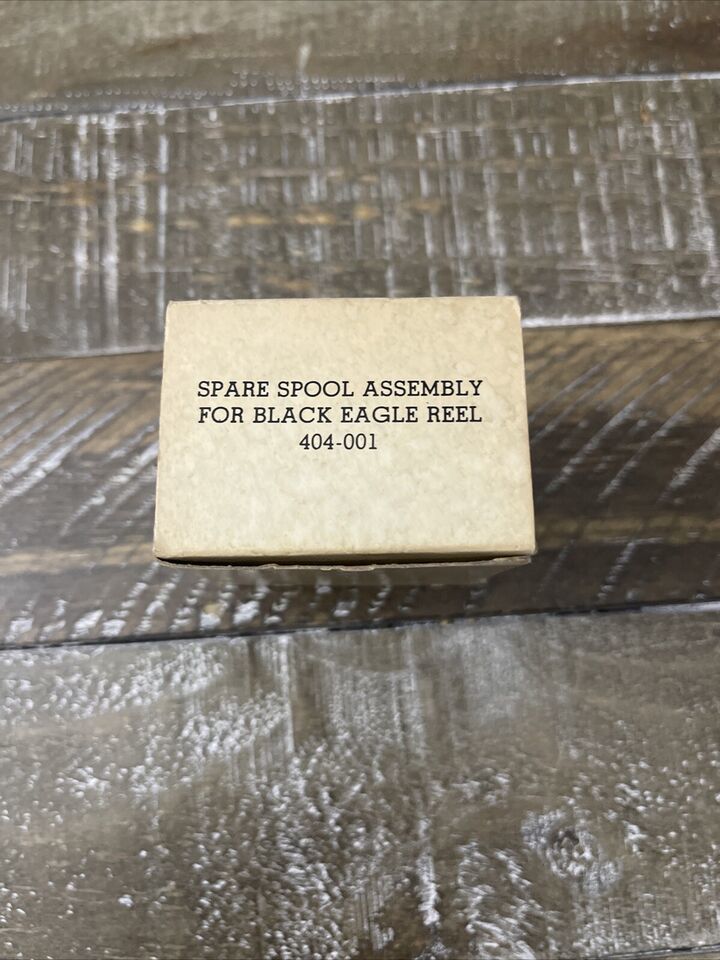 SPARE SPOOL ASSEMBLY
FOR BLACK EAGLE REEL
404-001